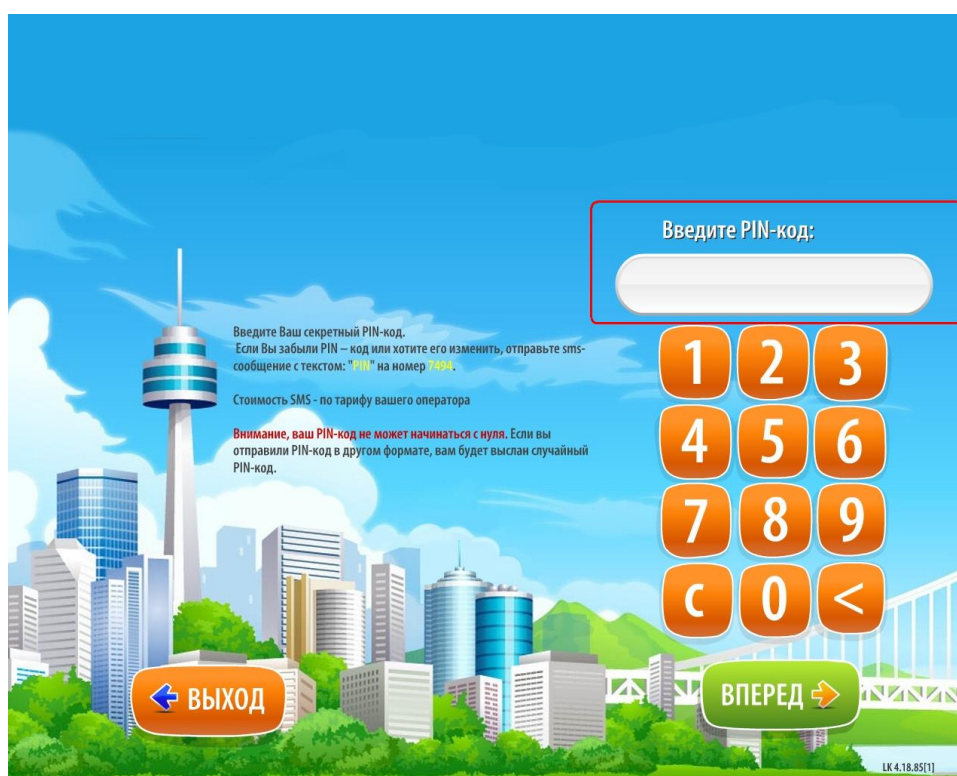 Введите PIN-код:
Введите Ваш секретный PIN-код.
Если Вы забыли PIN – код или хотите его изменить, отправьте sms-
сообщение с текстом: "PIN" на номер 7494.
Стоимость SMS - по тарифу вашего оператора
Внимание, ваш PIN-код не может начинаться с нуля. Если вы
отправили PIN-код в другом формате, вам будет выслан случайный
PIN-код.
1 2 3
4 5 6
7 8 9
С 0 <
ВЫХОД
ВПЕРЕД
LK 4.18.85[1]